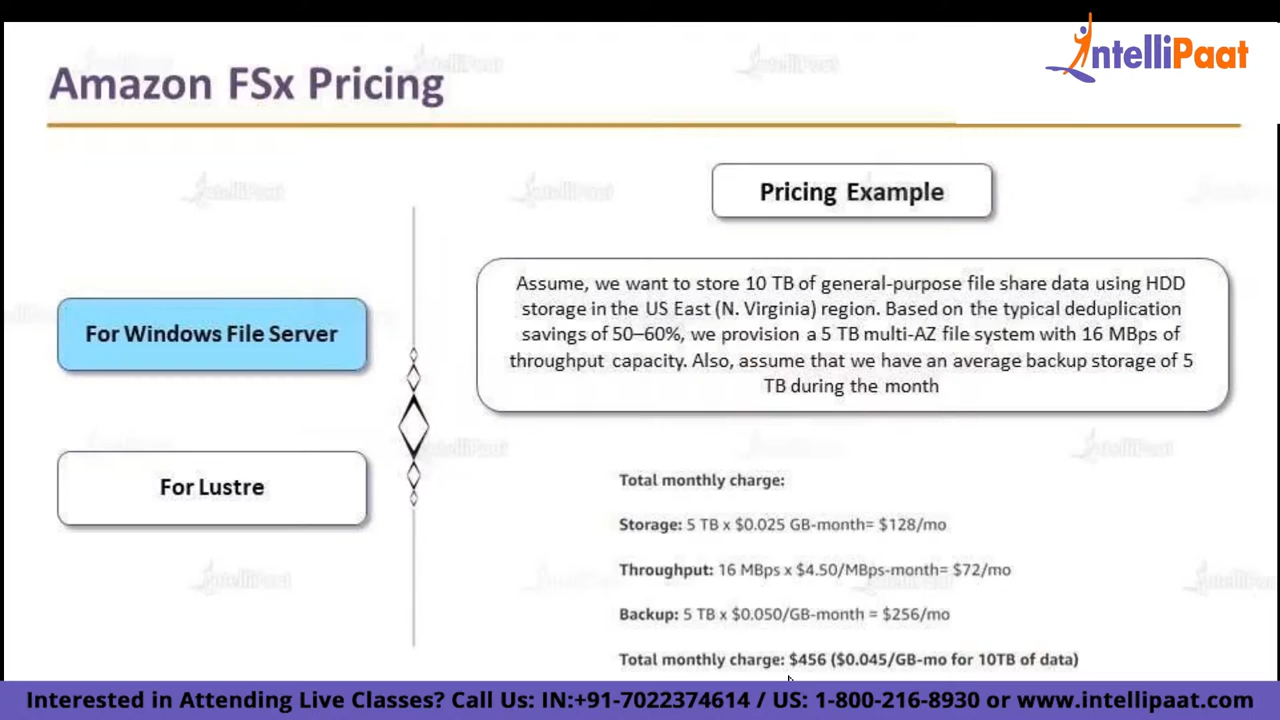 IntelliPaat
Amazon FSx Pricing
Pricing Example
Assume, we want to store 10 TB of general-purpose file share data using HDD
storage in the US East (N. Virginia) region. Based on the typical deduplication
savings of 50–60%, we provision a 5 TB multi-AZ file system with 16 MBps of
throughput capacity. Also, assume that we have an average backup storage of 5
TB during the month
For Windows File Server
For Lustre
Total monthly charge:
Storage: 5 TB x $0.025 GB-month= $128/mo
Throughput: 16 MBps x $4.50/MBps-month= $72/mo
Backup: 5 TB x $0.050/GB-month = $256/mo
Total monthly charge: $456 ($0.045/GB-mo for 10TB of data)
Interested in Attending Live Classes? Call Us: IN:+91-7022374614 / US: 1-800-216-8930 or www.intellipaat.com